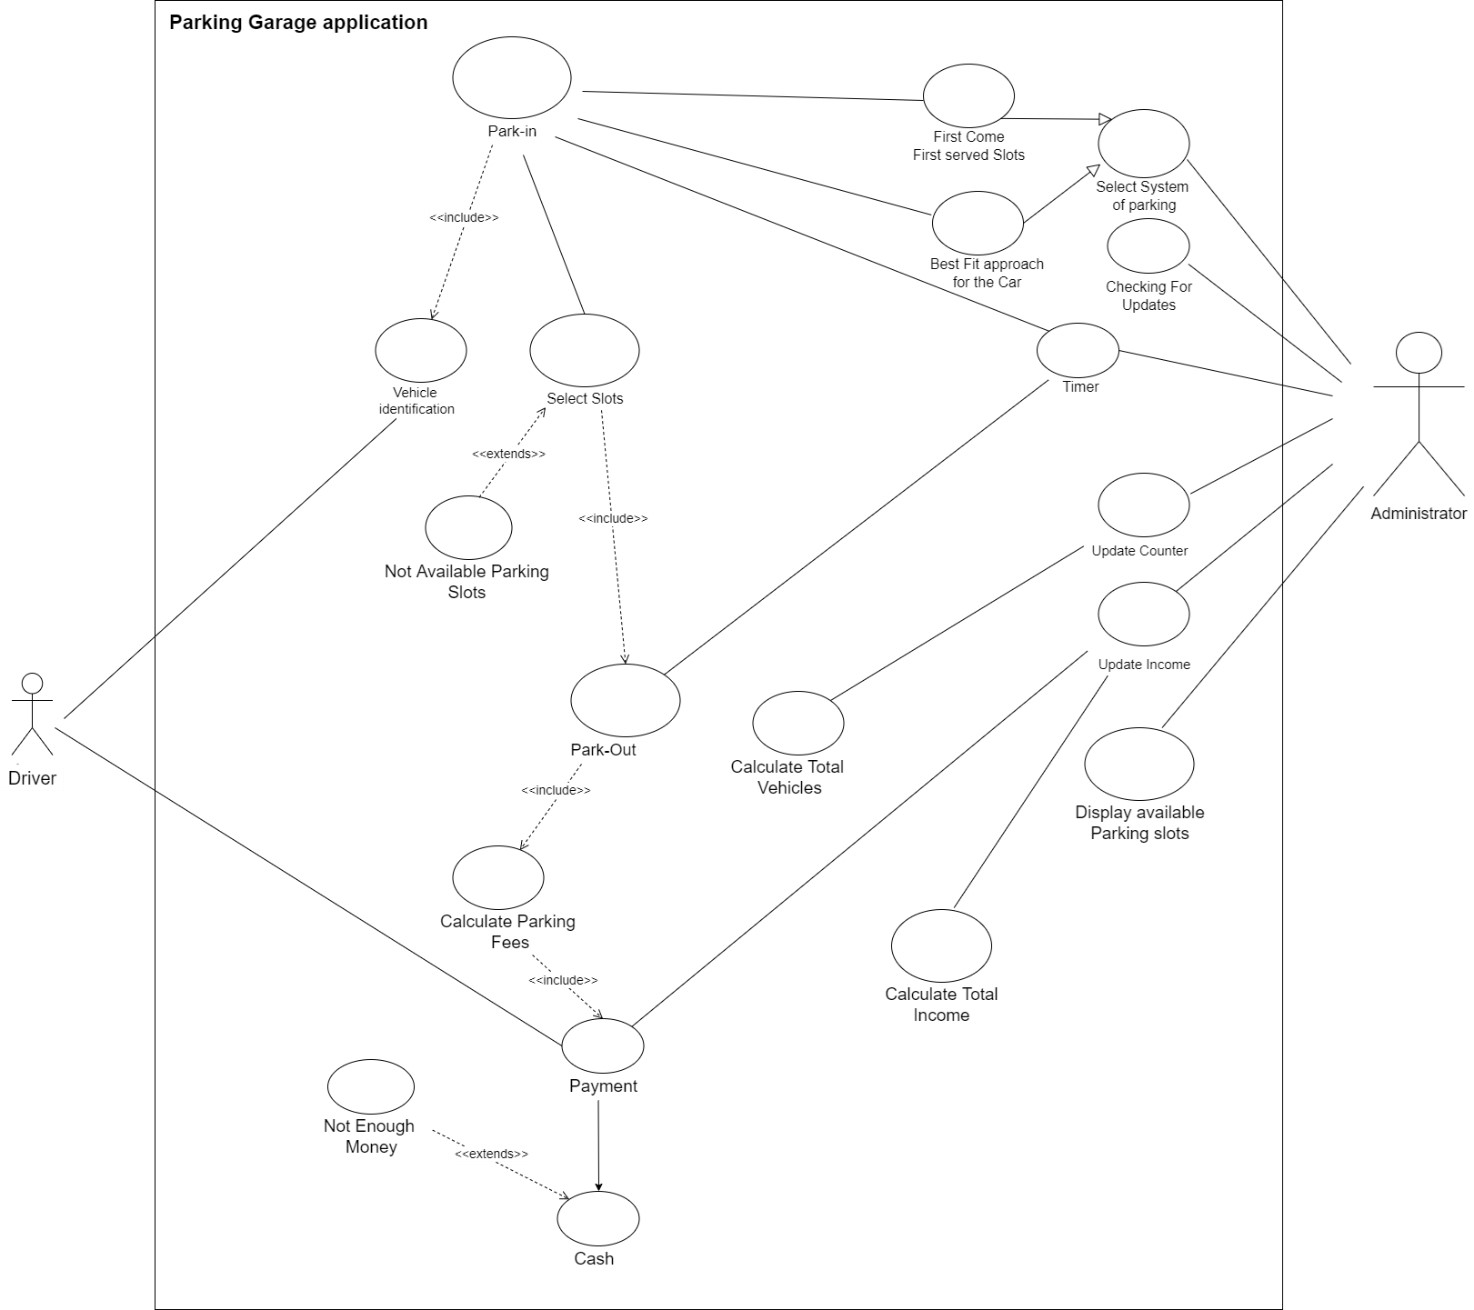 Parking Garage application
Park-in
First Come
First served Slots
Select System
of parking
<<include>>
Best Fit approach
for the Car
Checking For
Updates
Vehicle
identification
Select Slots
Timer
<<extends>>
Administrator
<<include>>
Update Counter
Not Available Parking
Slots
Update Income
Driver
Park-Out
Calculate Total
Vehicles
<<include>>
Display available
Parking slots
Calculate Parking
Fees
<<include>>
Calculate Total
Income
Payment
Not Enough
Money
<<extends>>
Cash